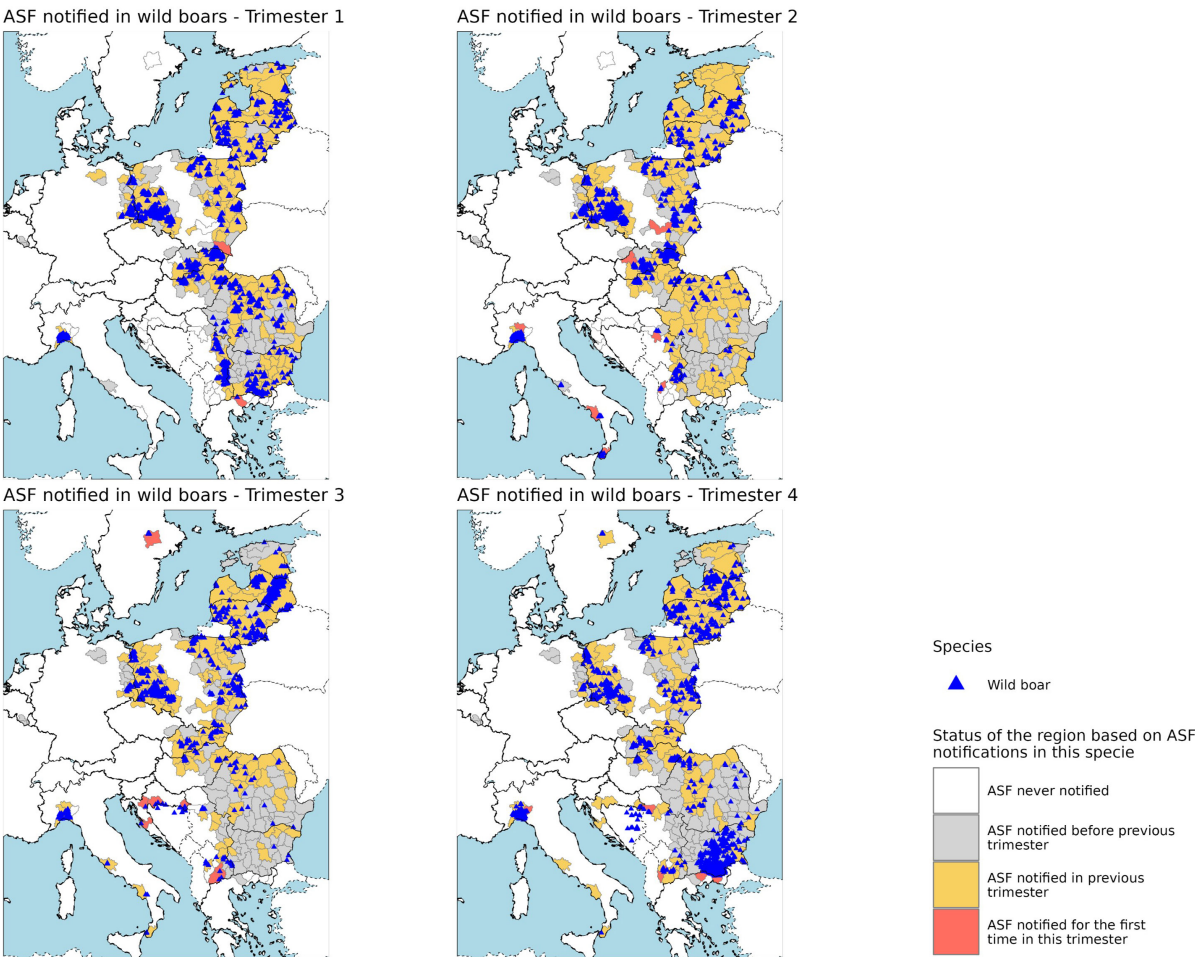 ASF notified in wild boars - Trimester 1
ASF notified in wild boars - Trimester 2
ASF notified in wild boars - Trimester 3
ASF notified in wild boars - Trimester 4
Species
Wild boar
Status of the region based on ASF
notifications in this specie
ASF never notified
ASF notified before previous
trimester
ASF notified in previous
trimester
ASF notified for the first
time in this trimester